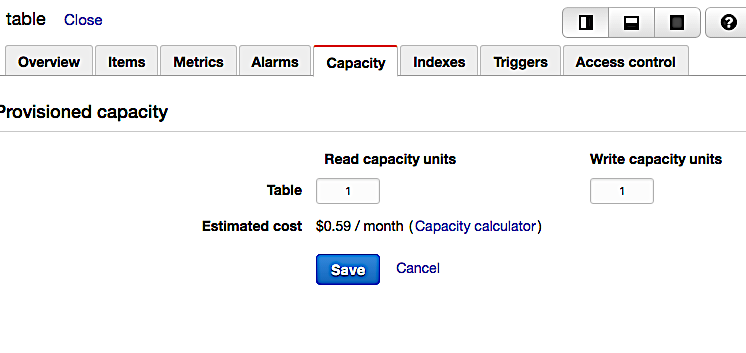 table Close
?
Overview Items Metrics Alarms Capacity Indexes Triggers Access control
Provisioned capacity
Read capacity units Write capacity units
Table 1 1
Estimated cost $0.59 / month (Capacity calculator)
Save Cancel